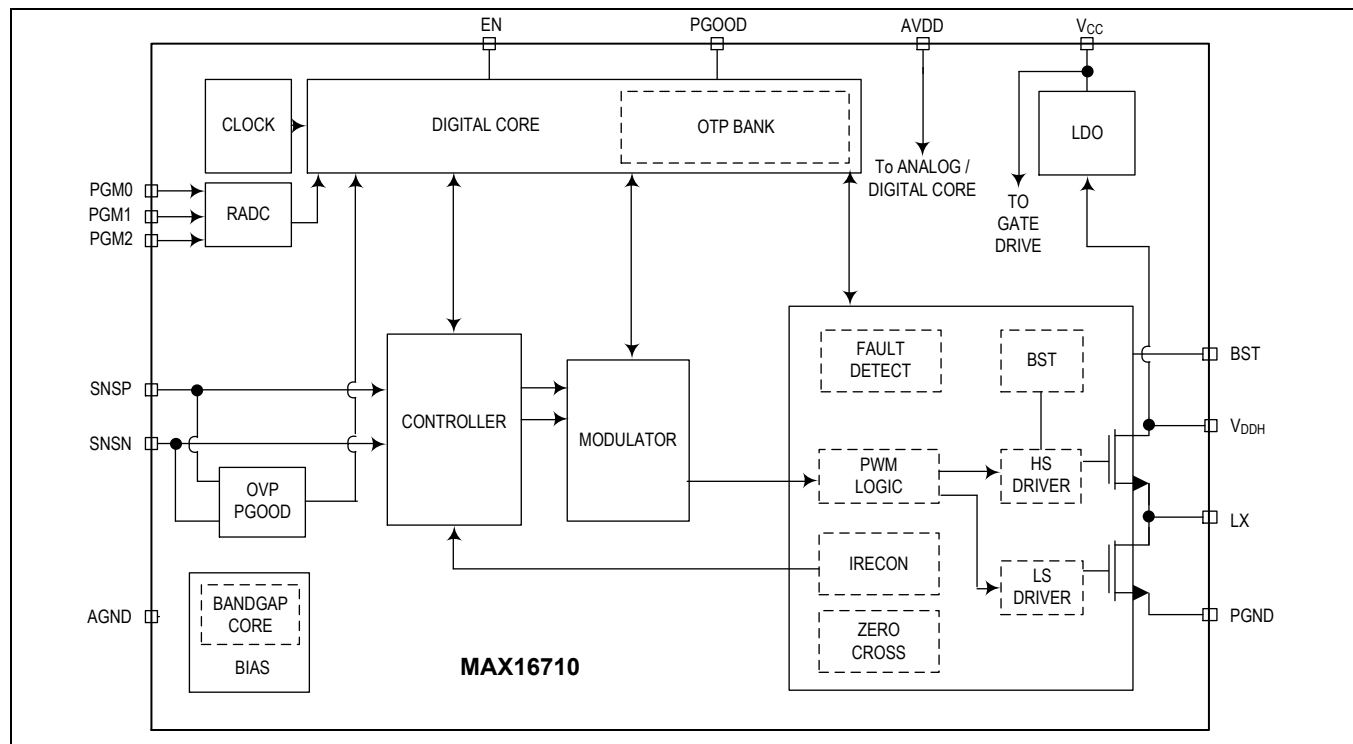 EN
PGOOD
AVDD
VCC
CLOCK
DIGITAL CORE
OTP BANK
LDO
To ANALOG /
DIGITAL CORE
TO
GATE
DRIVE
PGM0
PGM1
PGM2
RADC
SNSP
SNSN
CONTROLLER
MODULATOR
OVP
PGOOD
FAULT
DETECT
BST
PWM
LOGIC
HS
DRIVER
IRECON
LS
DRIVER
ZERO
CROSS
BST
VDDH
LX
PGND
AGND
BANDGAP
CORE
BIAS
MAX16710